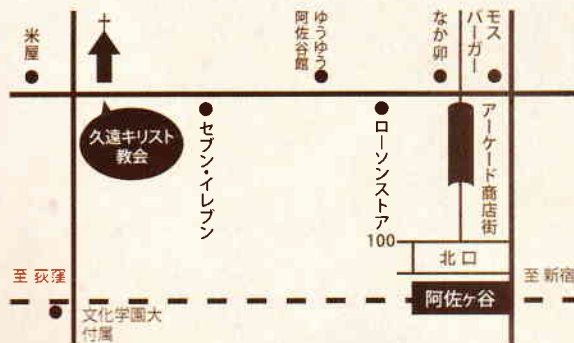 米屋
ゆうゆう
阿佐谷館
なか卯
モス
バーガー
久遠キリスト
教会
セブン・イレブン
ローソンストア
100
アーケード商店街
北口
至 荻窪
阿佐ヶ谷
至 新宿
文化学園大
付属